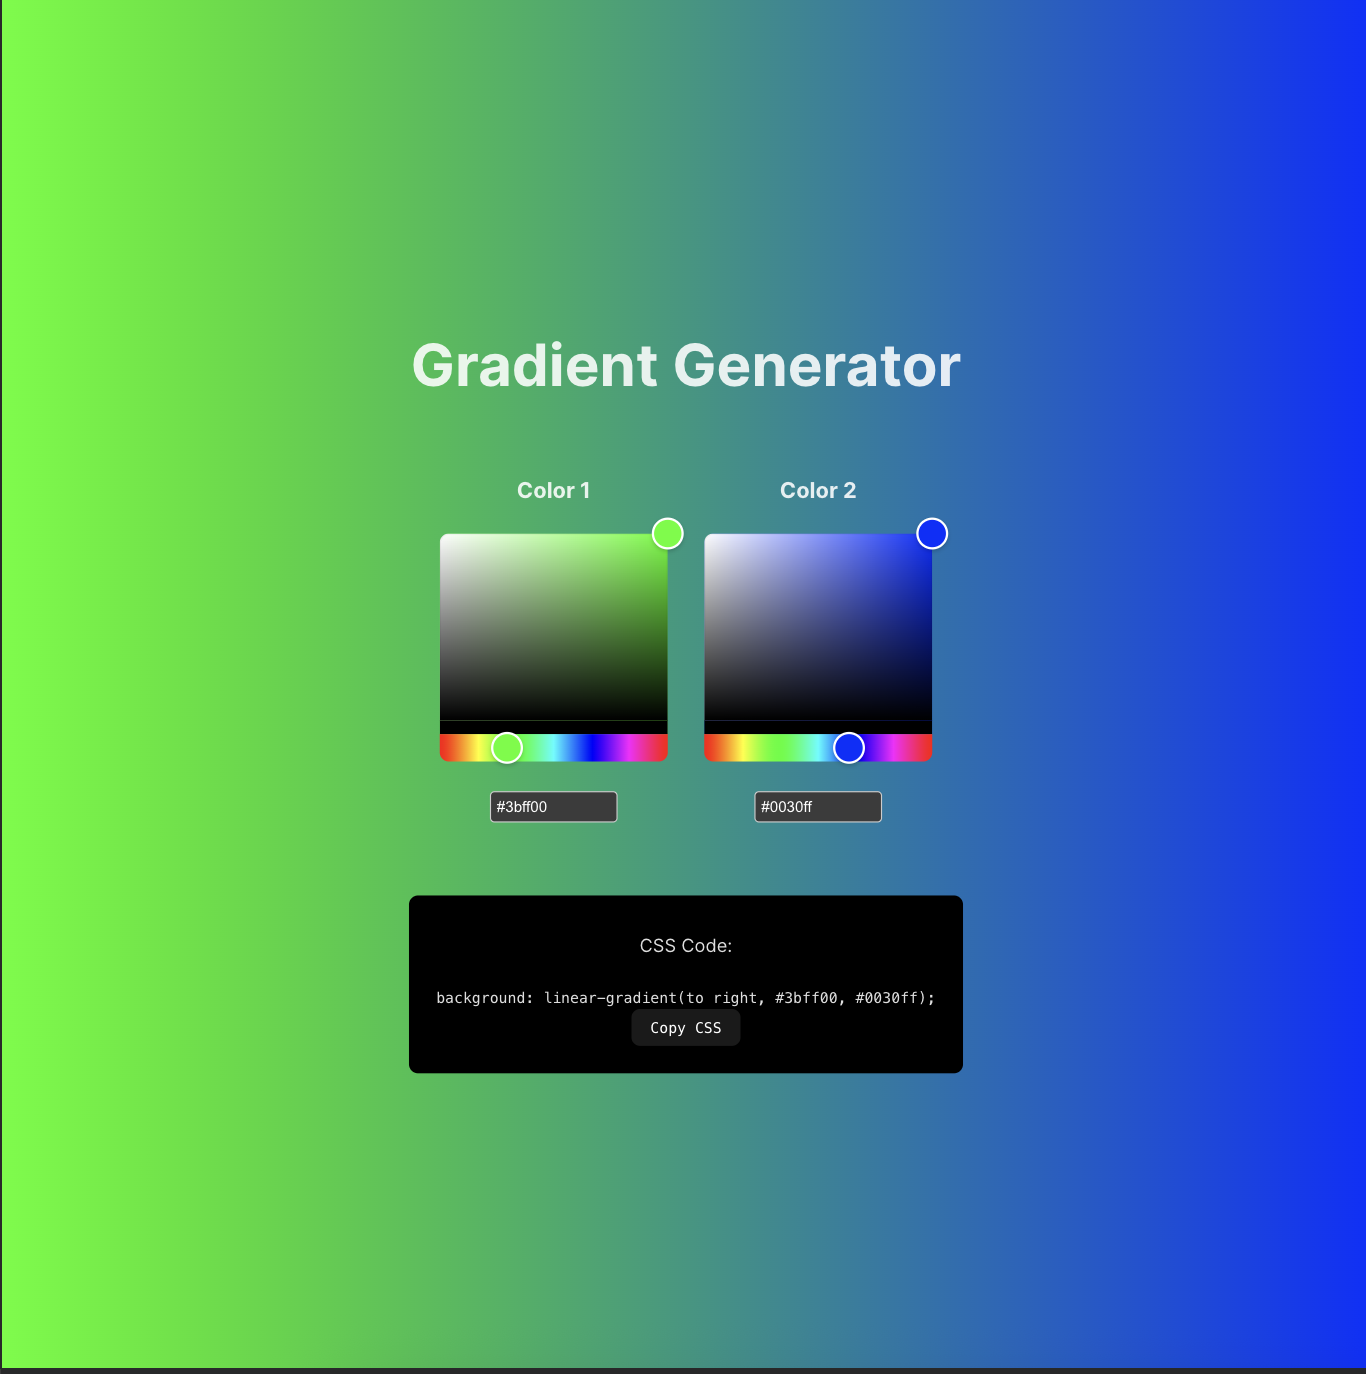 Gradient Generator
Color 1
Color 2
#3bff00
#0030ff
CSS Code:
background: linear-gradient(to right, #3bff00, #0030ff);
Copy CSS